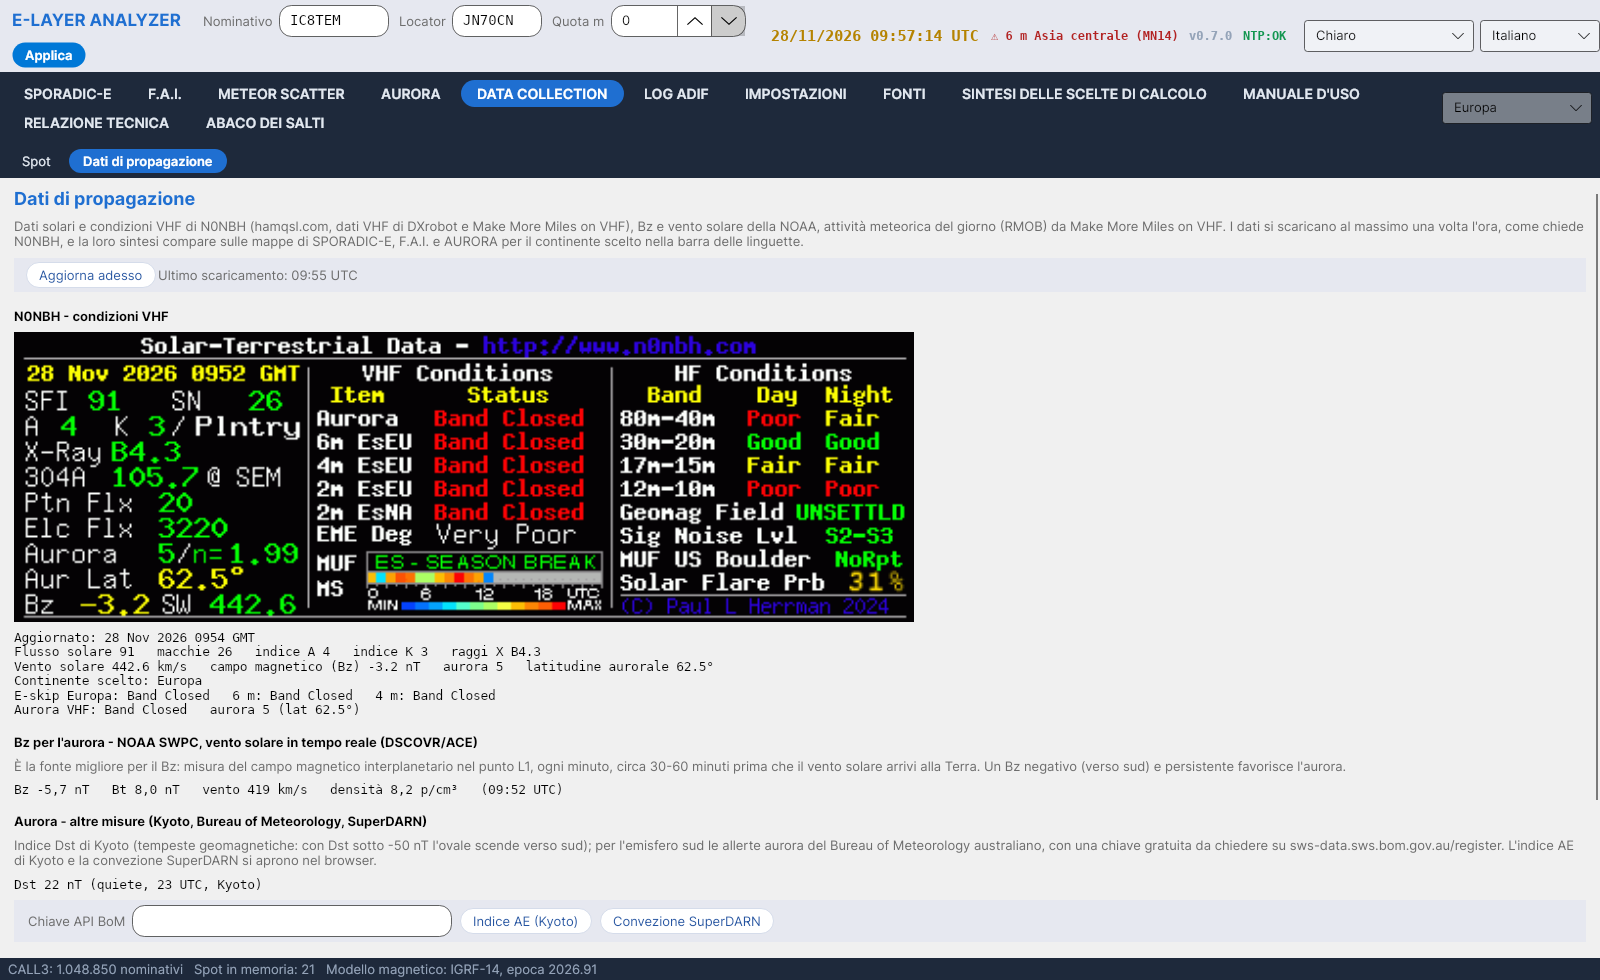 E-LAYER ANALYZER
Nominativo IC8TEM Locator JN70CN Quota m 0
28/11/2026 09:57:14 UTC ⚠ 6 m Asia centrale (MN14) v0.7.0 NTP:OK Chiaro Italiano
Applica
SPORADIC-E F.A.I. METEOR SCATTER AURORA DATA COLLECTION LOG ADIF IMPOSTAZIONI FONTI SINTESI DELLE SCELTE DI CALCOLO MANUALE D'USO
Europa
RELAZIONE TECNICA ABACO DEI SALTI
Spot Dati di propagazione
Dati di propagazione
Dati solari e condizioni VHF di N0NBH (hamqsl.com, dati VHF di DXrobot e Make More Miles on VHF), Bz e vento solare della NOAA, attività meteorica del giorno (RMOB) da Make More Miles on VHF. I dati si scaricano al massimo una volta l'ora, come chiede
N0NBH, e la loro sintesi compare sulle mappe di SPORADIC-E, F.A.I. e AURORA per il continente scelto nella barra delle linguette.
Aggiorna adesso Ultimo scaricamento: 09:55 UTC
N0NBH - condizioni VHF
Solar-Terrestrial Data - http://www.n0nbh.com
28 Nov 2026 0952 GMT
SFI 91 SN 26
A 4 K 3/Plntry
X-Ray B4.3
304A 105.7 @ SEM
Ptn Flx 20
Elc Flx 3220
Aurora 5/n=1.99
Aur Lat 62.5°
Bz -3.2 SW 442.6
VHF Conditions
Item Status
Aurora Band Closed
6m EsEU Band Closed
4m EsEU Band Closed
2m EsEU Band Closed
2m EsNA Band Closed
EME Deg Very Poor
MUF ES - SEASON BREAK
MS
0 6 12 18 UTC
MIN MAX
HF Conditions
Band Day Night
80m-40m Poor Fair
30m-20m Good Good
17m-15m Fair Fair
12m-10m Poor Poor
Geomag Field UNSETTLD
Sig Noise Lvl S2-S3
MUF US Boulder NoRpt
Solar Flare Prb 31%
(C) Paul L Herrman 2024
Aggiornato: 28 Nov 2026 0954 GMT
Flusso solare 91 macchie 26 indice A 4 indice K 3 raggi X B4.3
Vento solare 442.6 km/s campo magnetico (Bz) -3.2 nT aurora 5 latitudine aurorale 62.5°
Continente scelto: Europa
E-skip Europa: Band Closed 6 m: Band Closed 4 m: Band Closed
Aurora VHF: Band Closed aurora 5 (lat 62.5°)
Bz per l'aurora - NOAA SWPC, vento solare in tempo reale (DSCOVR/ACE)
È la fonte migliore per il Bz: misura del campo magnetico interplanetario nel punto L1, ogni minuto, circa 30-60 minuti prima che il vento solare arrivi alla Terra. Un Bz negativo (verso sud) e persistente favorisce l'aurora.
Bz -5,7 nT Bt 8,0 nT vento 419 km/s densità 8,2 p/cm³ (09:52 UTC)
Aurora - altre misure (Kyoto, Bureau of Meteorology, SuperDARN)
Indice Dst di Kyoto (tempeste geomagnetiche: con Dst sotto -50 nT l'ovale scende verso sud); per l'emisfero sud le allerte aurora del Bureau of Meteorology australiano, con una chiave gratuita da chiedere su sws-data.sws.bom.gov.au/register. L'indice AE
di Kyoto e la convezione SuperDARN si aprono nel browser.
Dst 22 nT (quiete, 23 UTC, Kyoto)
Chiave API BoM Indice AE (Kyoto) Convezione SuperDARN
CALL3: 1.048.850 nominativi Spot in memoria: 21 Modello magnetico: IGRF-14, epoca 2026.91